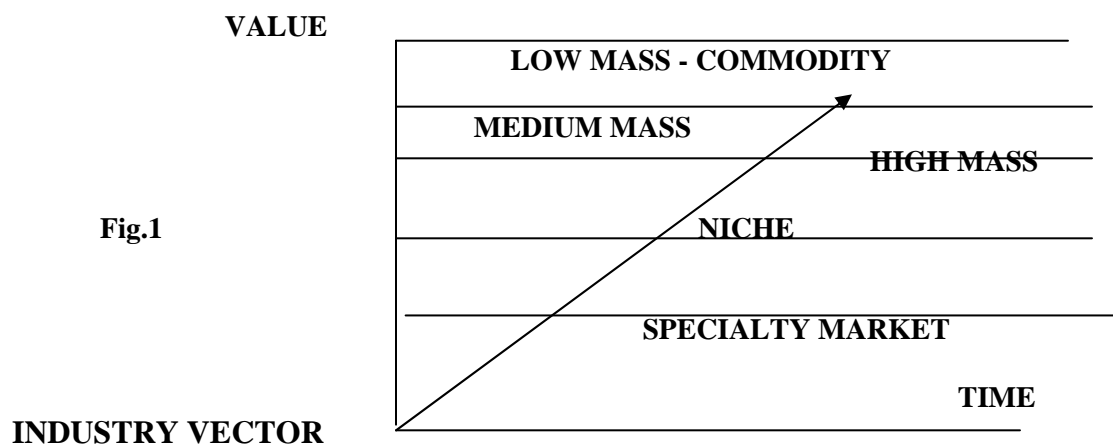 VALUE
LOW MASS - COMMODITY
MEDIUM MASS
HIGH MASS
Fig.1
NICHE
SPECIALTY MARKET
TIME
INDUSTRY VECTOR